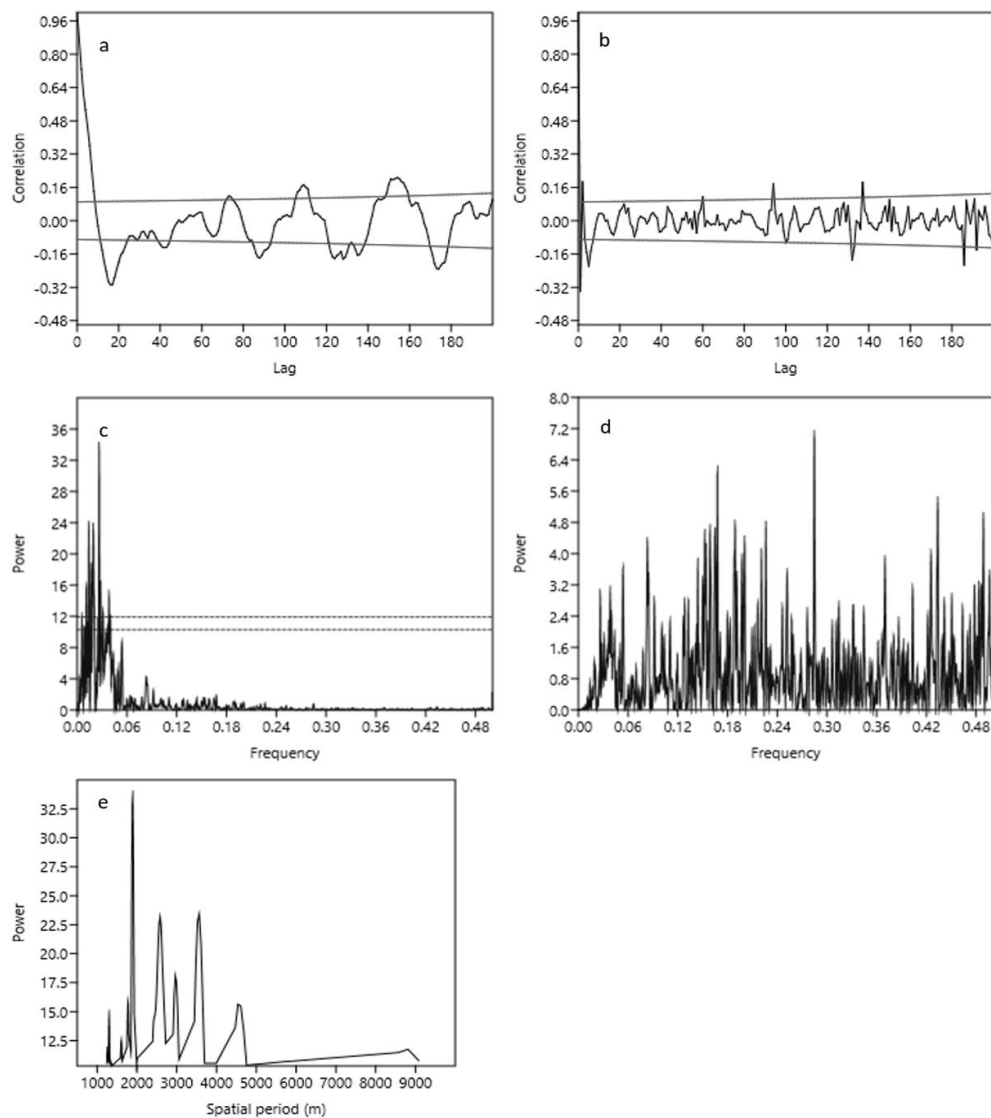 a
0.96
0.80
0.64
0.48
0.32
0.16
0.00
-0.16
-0.32
-0.48
Correlation
0 20 40 60 80 100 120 140 160 180
Lag
b
0.96
0.80
0.64
0.48
0.32
0.16
0.00
-0.16
-0.32
-0.48
Correlation
0 20 40 60 80 100 120 140 160 180
Lag
c
36
32
28
24
20
16
12
8
4
0
Power
0.00 0.06 0.12 0.18 0.24 0.30 0.36 0.42 0.48
Frequency
d
8.0
7.2
6.4
5.6
4.8
4.0
3.2
2.4
1.6
0.8
0.0
Power
0.00 0.06 0.12 0.18 0.24 0.30 0.36 0.42 0.48
Frequency
e
32.5
30.0
27.5
25.0
22.5
20.0
17.5
15.0
12.5
Power
1000 2000 3000 4000 5000 6000 7000 8000 9000
Spatial period (m)